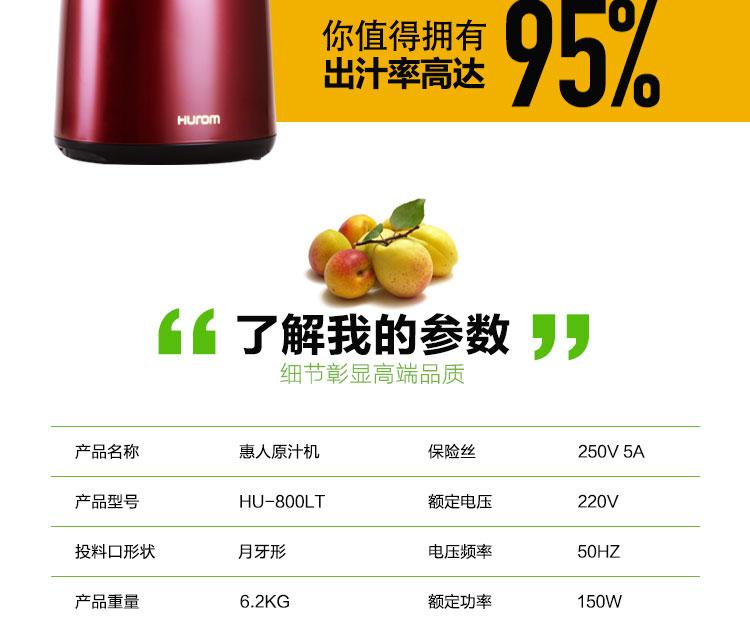 你值得拥有
出汁率高达
95%
Hurom
“ 了解我的参数 ”
细节彰显高端品质
产品名称 惠人原汁机 保险丝 250V 5A
产品型号 HU-800LT 额定电压 220V
投料口形状 月牙形 电压频率 50HZ
产品重量 6.2KG 额定功率 150W